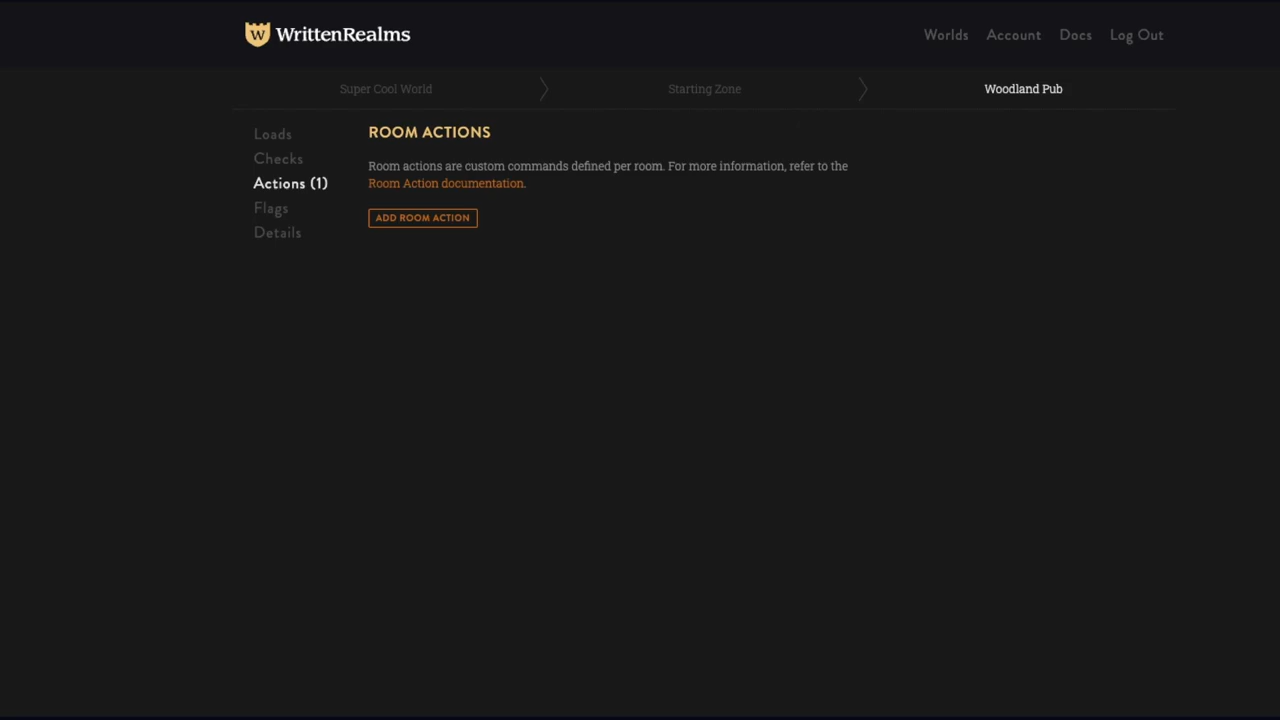 W WrittenRealms
Worlds Account Docs Log Out
Super Cool World Starting Zone Woodland Pub
Loads
Checks
Actions (1)
Flags
Details
ROOM ACTIONS
Room actions are custom commands defined per room. For more information, refer to the
Room Action documentation.
ADD ROOM ACTION